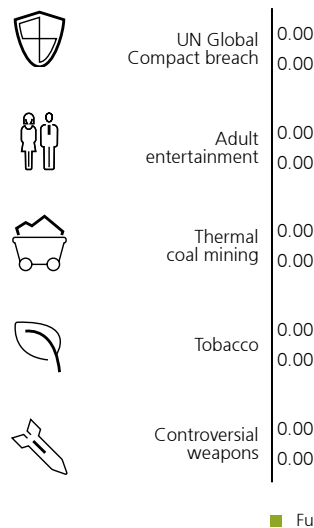 UN Global
Compact breach
0.00
0.00
Adult
entertainment
0.00
0.00
Thermal
coal mining
0.00
0.00
Tobacco
0.00
0.00
Controversial
weapons
0.00
0.00
Fu